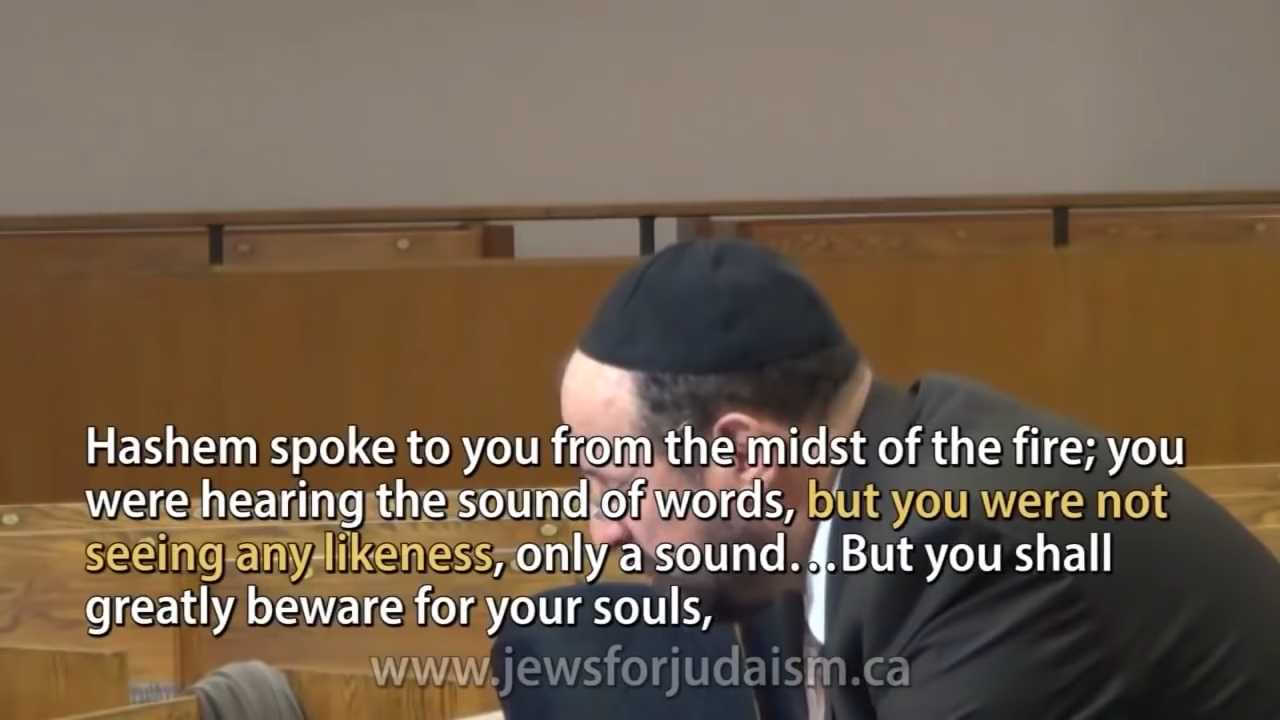 Hashem spoke to you from the midst of the fire; you
were hearing the sound of words, but you were not
seeing any likeness, only a sound...But you shall
greatly beware for your souls,
www.jewsforjudaism.ca